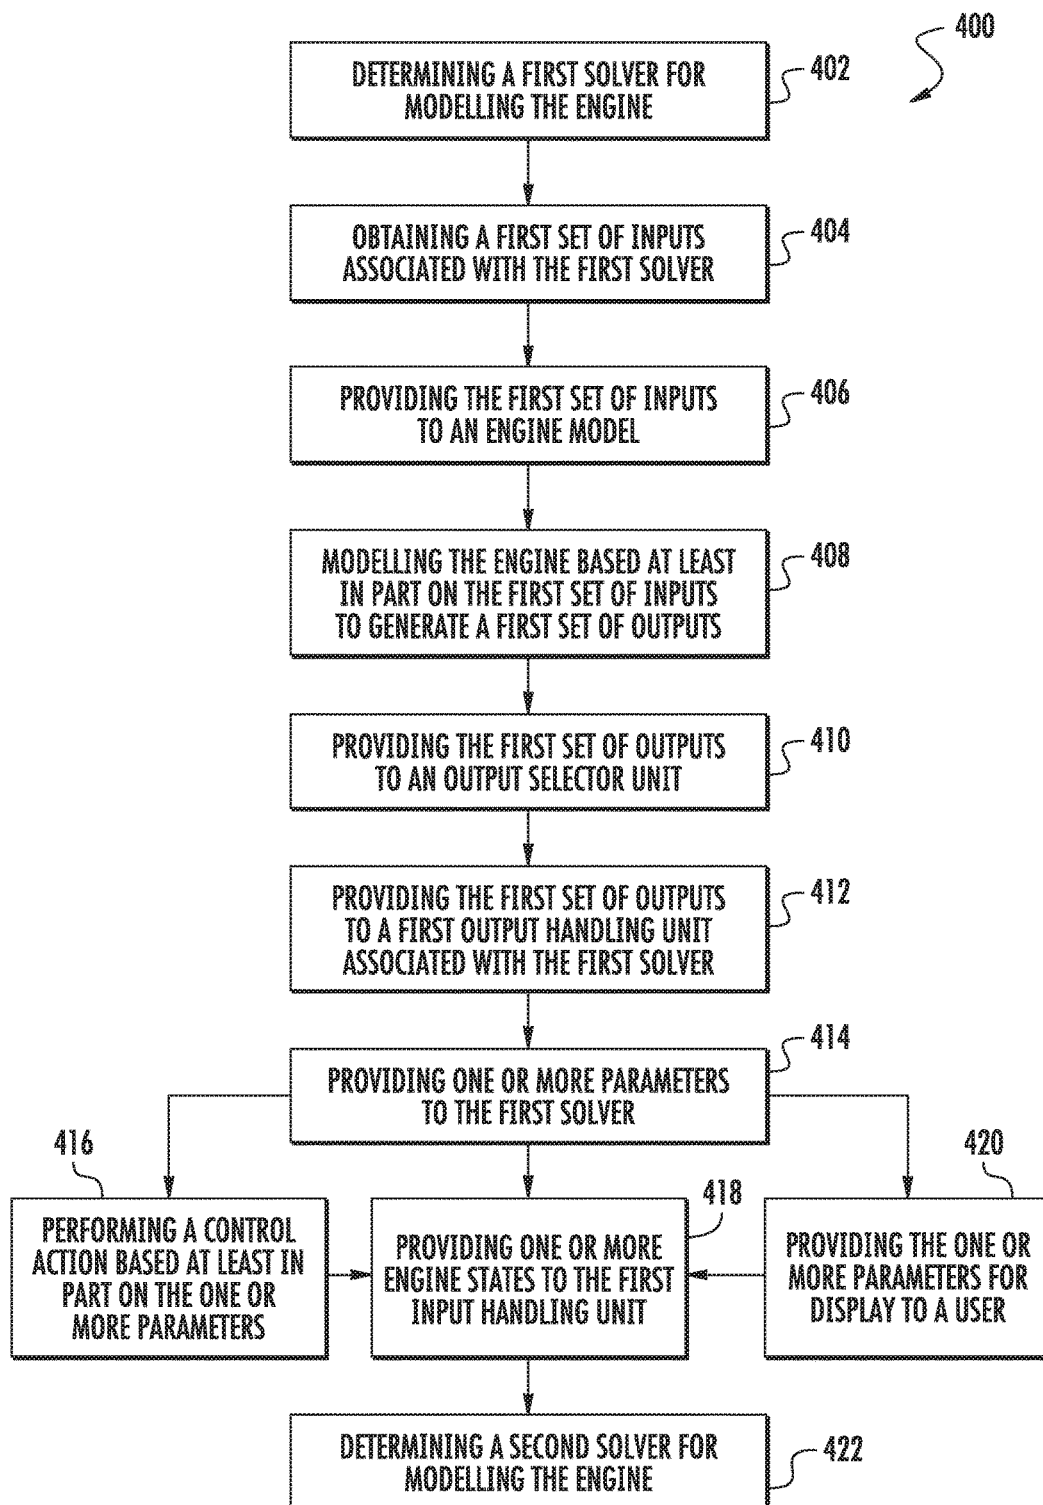 400
DETERMINING A FIRST SOLVER FOR
MODELLING THE ENGINE
402
OBTAINING A FIRST SET OF INPUTS
ASSOCIATED WITH THE FIRST SOLVER
404
PROVIDING THE FIRST SET OF INPUTS
TO AN ENGINE MODEL
406
MODELLING THE ENGINE BASED AT LEAST
IN PART ON THE FIRST SET OF INPUTS
TO GENERATE A FIRST SET OF OUTPUTS
408
PROVIDING THE FIRST SET OF OUTPUTS
TO AN OUTPUT SELECTOR UNIT
410
PROVIDING THE FIRST SET OF OUTPUTS
TO A FIRST OUTPUT HANDLING UNIT
ASSOCIATED WITH THE FIRST SOLVER
412
PROVIDING ONE OR MORE PARAMETERS
TO THE FIRST SOLVER
414
416
PERFORMING A CONTROL
ACTION BASED AT LEAST IN
PART ON THE ONE OR
MORE PARAMETERS
418
PROVIDING ONE OR MORE
ENGINE STATES TO THE FIRST
INPUT HANDLING UNIT
420
PROVIDING THE ONE OR
MORE PARAMETERS FOR
DISPLAY TO A USER
DETERMINING A SECOND SOLVER FOR
MODELLING THE ENGINE
422